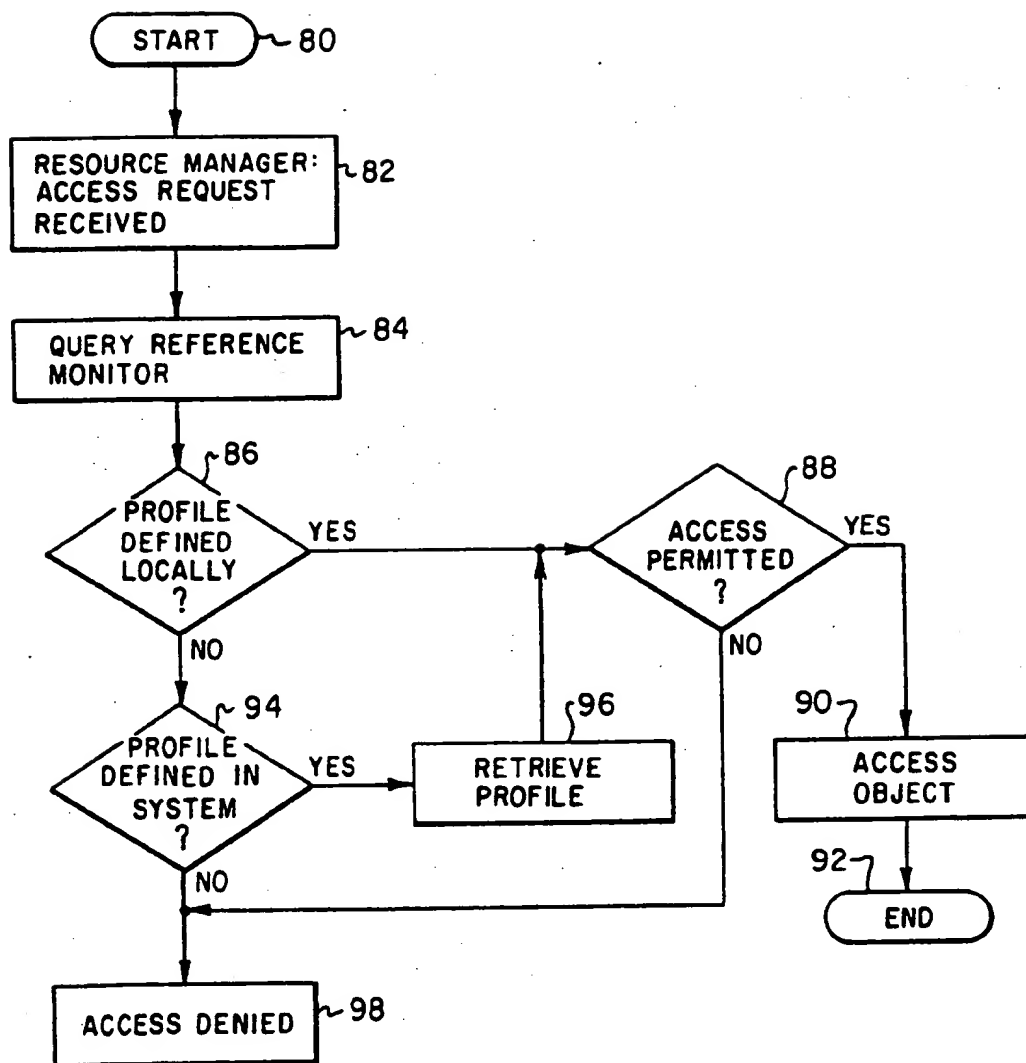 START
80
RESOURCE MANAGER:
ACCESS REQUEST
RECEIVED
82
QUERY REFERENCE
MONITOR
84
86
PROFILE
DEFINED
LOCALLY
?
YES
NO
88
ACCESS
PERMITTED
?
YES
NO
94
PROFILE
DEFINED IN
SYSTEM
?
YES
NO
96
RETRIEVE
PROFILE
90
ACCESS
OBJECT
92
END
ACCESS DENIED
98